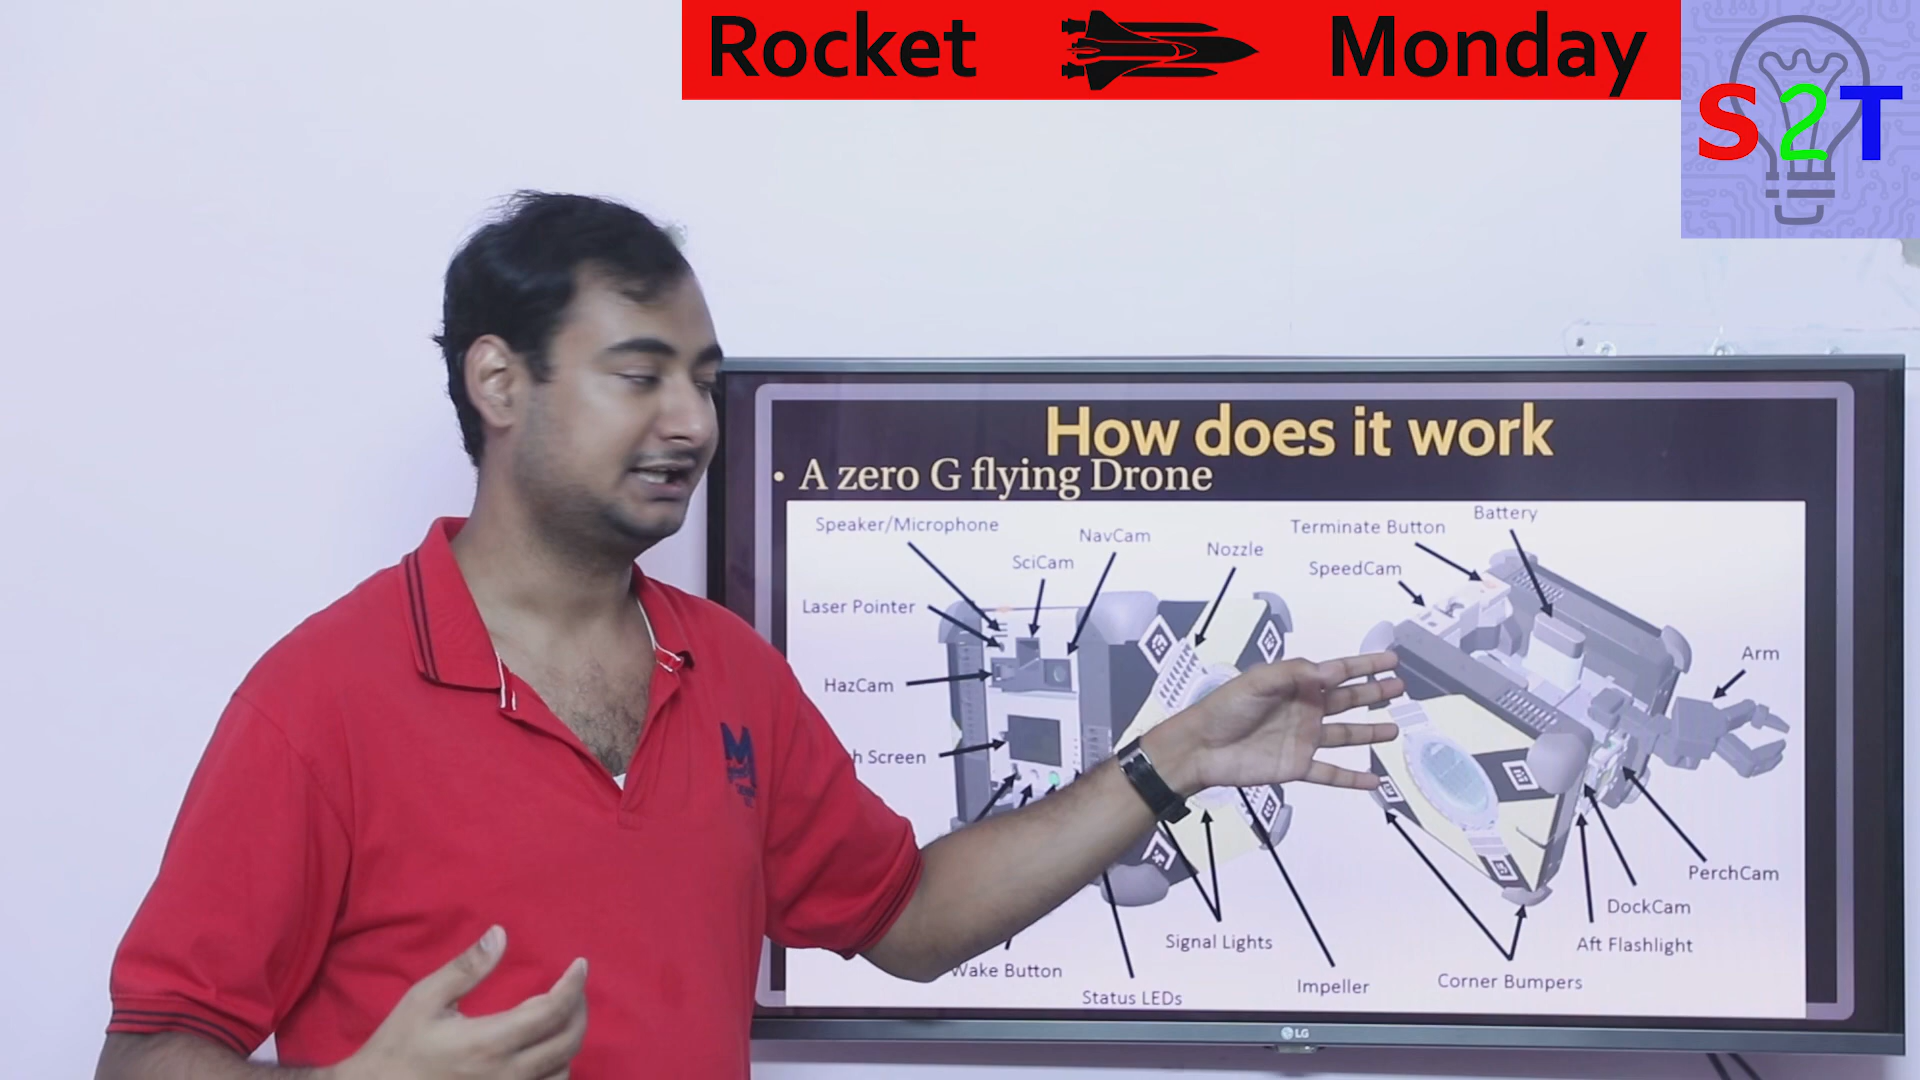 Rocket Monday
S2T
How does it work
• A zero G flying Drone
Speaker/Microphone
SciCam
NavCam
Nozzle
Laser Pointer
HazCam
Screen
Wake Button
Status LEDs
Signal Lights
Impeller
Terminate Button
Battery
SpeedCam
Arm
PerchCam
DockCam
Aft Flashlight
Corner Bumpers
LG